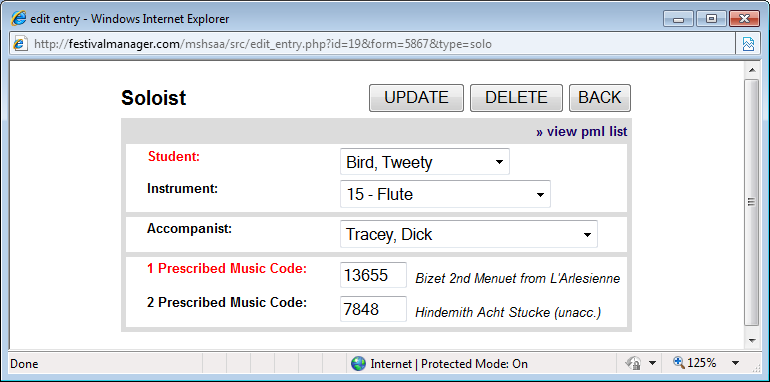 edit entry - Windows Internet Explorer
http://festivalmanager.com/mshsaa/src/edit_entry.php?id=19&form=5867&type=solo
Soloist UPDATE DELETE BACK
» view pml list
Student: Bird, Tweety
Instrument: 15 - Flute
Accompanist: Tracey, Dick
1 Prescribed Music Code: 13655 Bizet 2nd Menuet from L'Arlesienne
2 Prescribed Music Code: 7848 Hindemith Acht Stucke (unacc.)
Done Internet | Protected Mode: On 125%